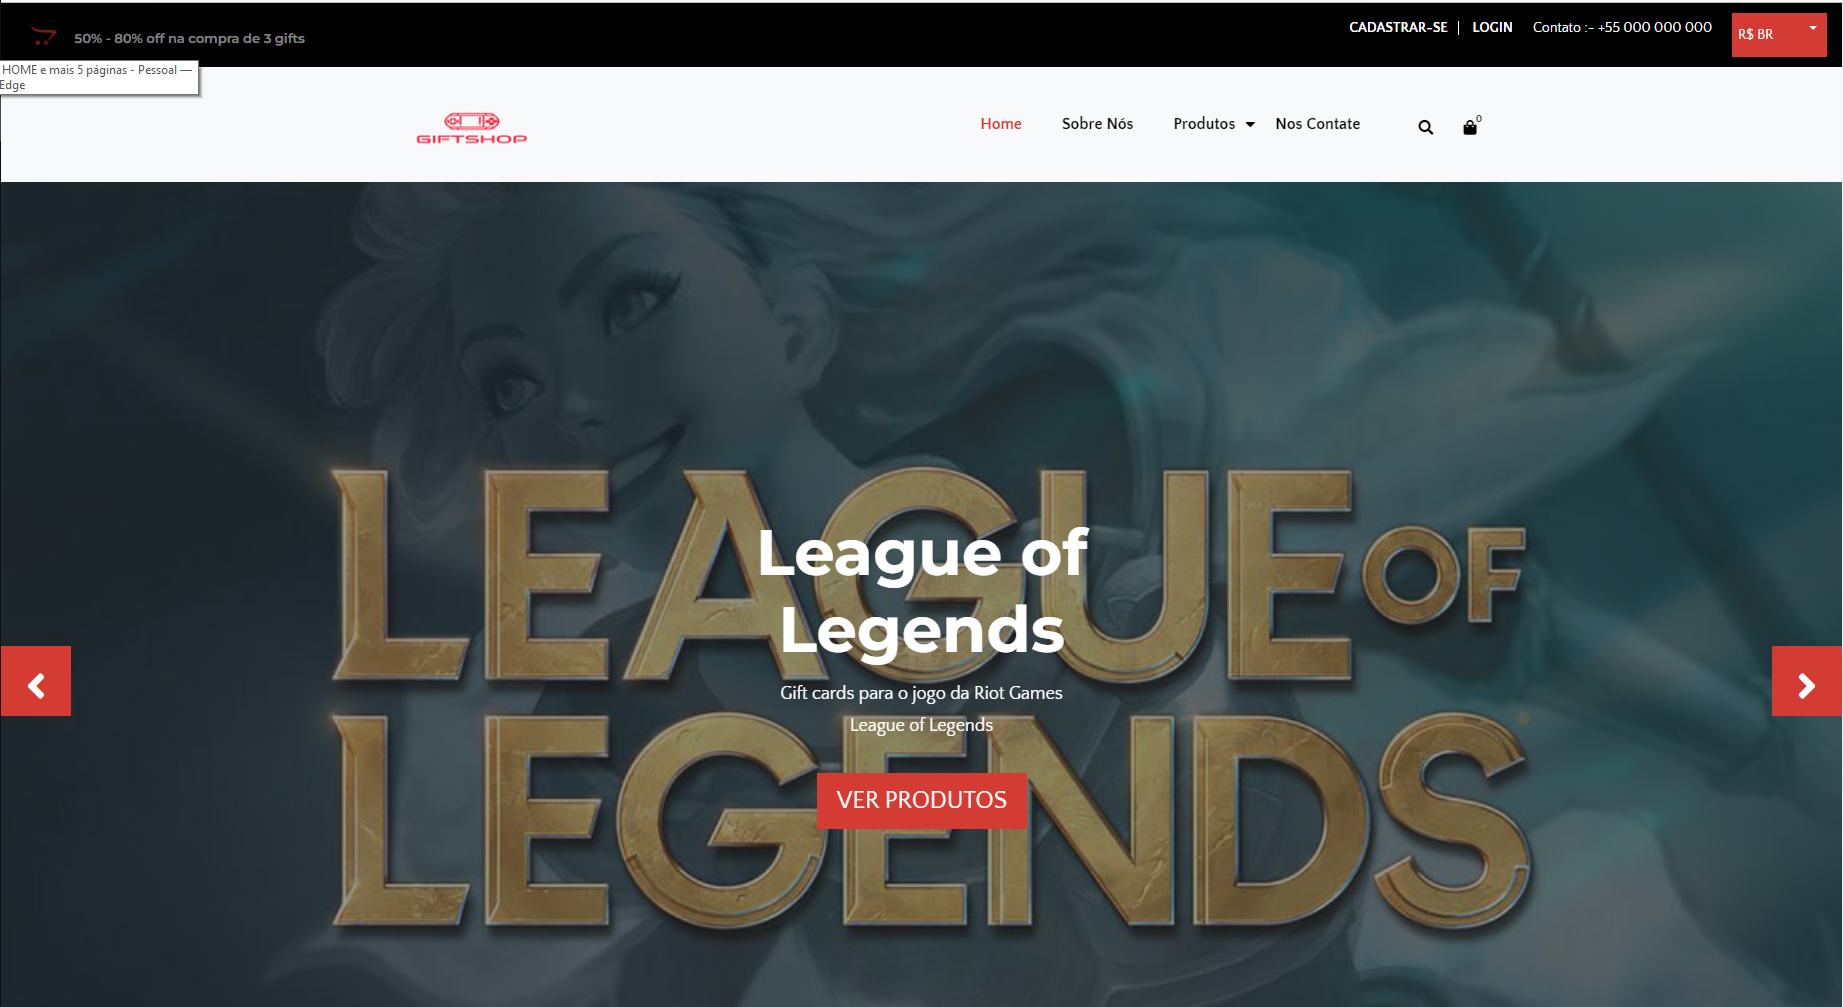 50% - 80% off na compra de 3 gifts
CADASTRAR-SE | LOGIN Contato :- +55 000 000 000 R$ BR
HOME e mais 5 páginas - Pessoal —
Edge
GIFTSHOP
Home Sobre Nós Produtos Nos Contate 0
LEAGUE OF
LEGENDS
League of
Legends
Gift cards para o jogo da Riot Games
League of Legends
VER PRODUTOS